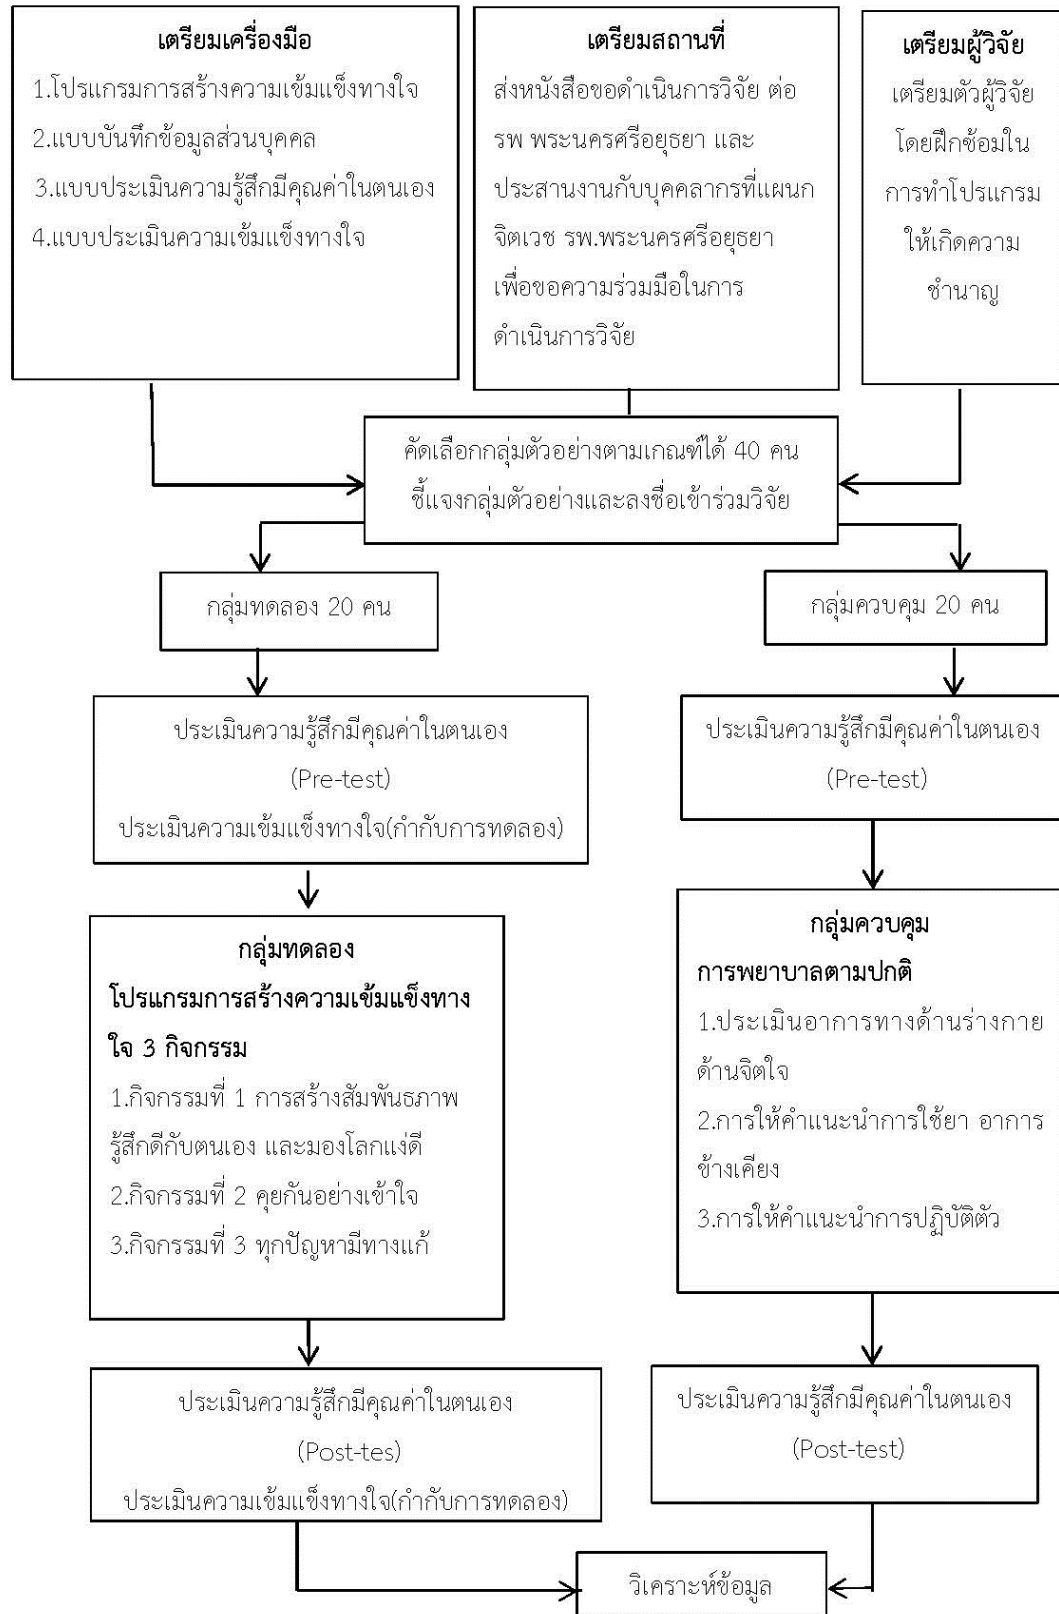 เตรียมเครื่องมือ
1.โปรแกรมการสร้างความเข้มแข็งทางใจ
2.แบบบันทึกข้อมูลส่วนบุคคล
3.แบบประเมินความรู้สึกมีคุณค่าในตนเอง
4.แบบประเมินความเข้มแข็งทางใจ
เตรียมสถานที่
ส่งหนังสือขอดำเนินการวิจัย ต่อ
รพ พระนครศรีอยุธยา และ
ประสานงานกับบุคคลากรที่แผนก
จิตเวช รพ.พระนครศรีอยุธยา
เพื่อขอความร่วมมือในการ
ดำเนินการวิจัย
เตรียมผู้วิจัย
เตรียมตัวผู้วิจัย
โดยฝึกซ้อมใน
การทำโปรแกรม
ให้เกิดความ
ชำนาญ
คัดเลือกกลุ่มตัวอย่างตามเกณฑ์ได้ 40 คน
ชี้แจงกลุ่มตัวอย่างและลงชื่อเข้าร่วมวิจัย
กลุ่มทดลอง 20 คน
กลุ่มควบคุม 20 คน
ประเมินความรู้สึกมีคุณค่าในตนเอง
(Pre-test)
ประเมินความเข้มแข็งทางใจ(กำกับการทดลอง)
ประเมินความรู้สึกมีคุณค่าในตนเอง
(Pre-test)
กลุ่มทดลอง
โปรแกรมการสร้างความเข้มแข็งทาง
ใจ 3 กิจกรรม
1.กิจกรรมที่ 1 การสร้างสัมพันธภาพ
รู้สึกดีกับตนเอง และมองโลกแง่ดี
2.กิจกรรมที่ 2 คุยกันอย่างเข้าใจ
3.กิจกรรมที่ 3 ทุกปัญหามีทางแก้
กลุ่มควบคุม
การพยาบาลตามปกติ
1.ประเมินอาการทางด้านร่างกาย
ด้านจิตใจ
2.การให้คำแนะนำการใช้ยา อาการ
ข้างเคียง
3.การให้คำแนะนำการปฏิบัติตัว
ประเมินความรู้สึกมีคุณค่าในตนเอง
(Post-tes)
ประเมินความเข้มแข็งทางใจ(กำกับการทดลอง)
ประเมินความรู้สึกมีคุณค่าในตนเอง
(Post-test)
วิเคราะห์ข้อมูล